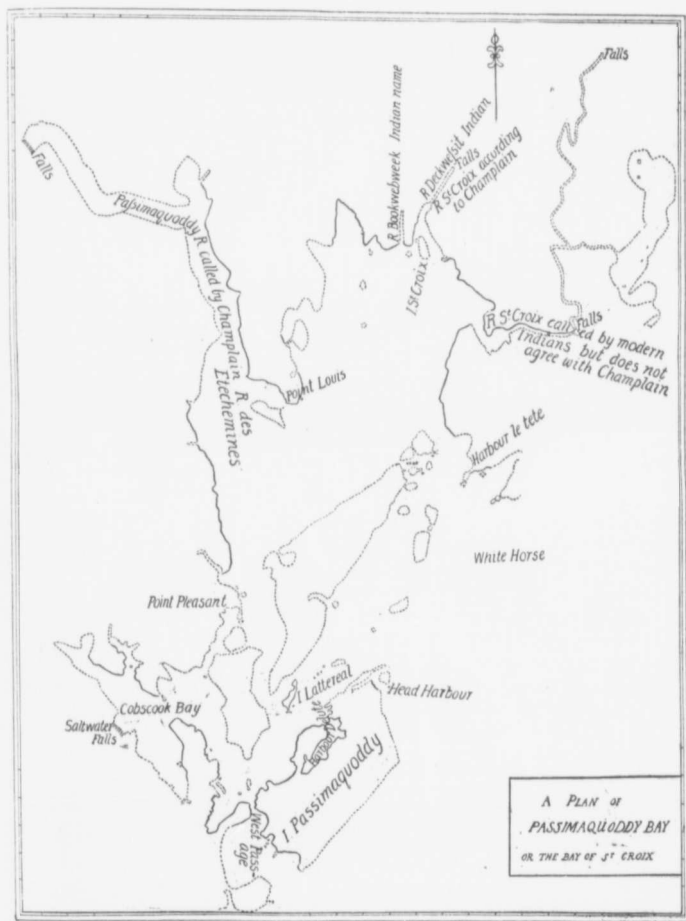 Falls
Falls
R Bookwebweek Indian name
R Deckwesit Indian
Falls
R St Croix according
to Champlain
I. St Croix
Passimaquoddy R called by Champlain R des
Etechemines
Point Louis
R St Croix called by modern
Falls
Indians but does not
agree with Champlain
Harbour le tete
White Horse
Point Pleasant
I Lattereal
Head Harbour
Cobscook Bay
Saltwater
Falls
Harbour
I Passimaquoddy
West Pass-
age
A PLAN OF
PASSIMAQUODDY BAY
OR THE BAY OF ST CROIX